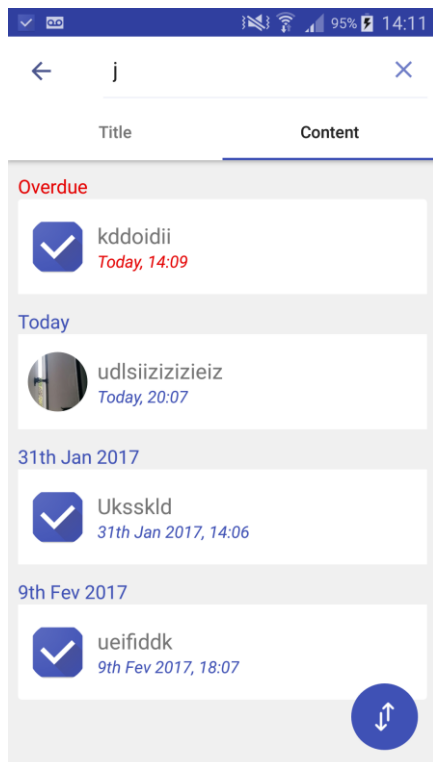 95% 14:11
j
Title Content
Overdue
kddoidii
Today, 14:09
Today
udlsiizizizieiz
Today, 20:07
31th Jan 2017
Uksskld
31th Jan 2017, 14:06
9th Fev 2017
ueifiddk
9th Fev 2017, 18:07